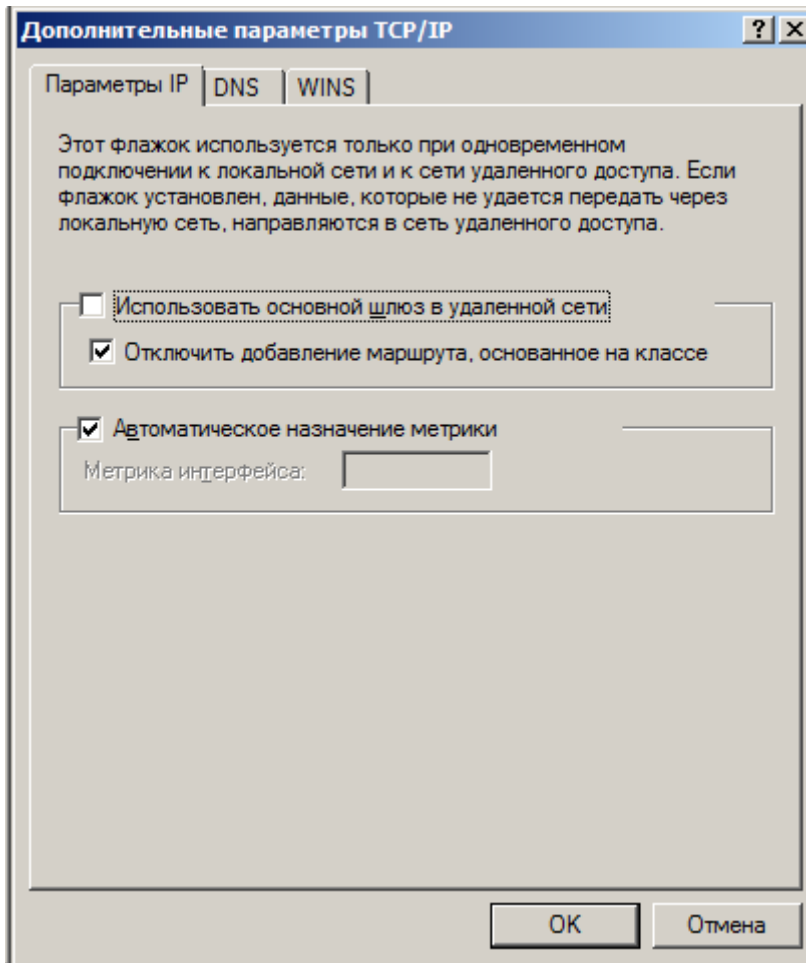 Дополнительные параметры TCP/IP
Параметры IP DNS WINS
Этот флажок используется только при одновременном
подключении к локальной сети и к сети удаленного доступа. Если
флажок установлен, данные, которые не удается передать через
локальную сеть, направляются в сеть удаленного доступа.
Использовать основной шлюз в удаленной сети
Отключить добавление маршрута, основанное на классе
Автоматическое назначение метрики
Метрика интерфейса:
OK Отмена